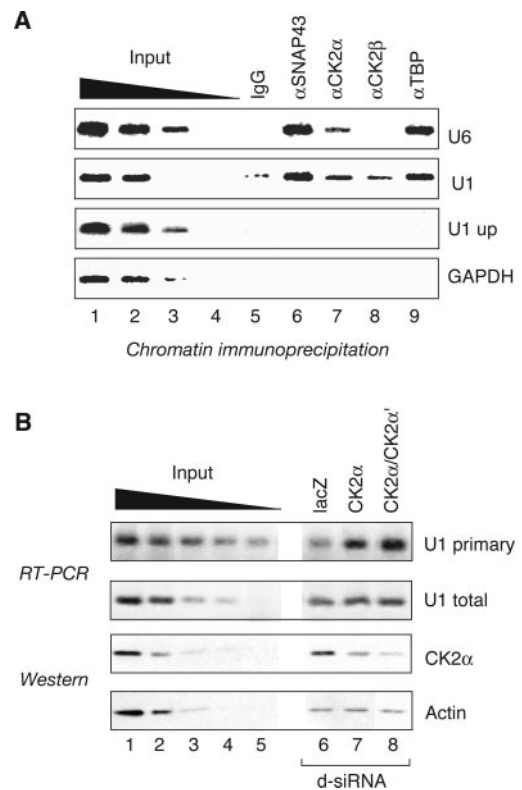 A
Input
IgG
αSNAP43
αCK2α
αCK2β
αTBP
U6
U1
U1 up
GAPDH
1 2 3 4 5 6 7 8 9
Chromatin immunoprecipitation
B
Input
lacZ
CK2α
CK2α/CK2α'
RT-PCR
U1 primary
U1 total
Western
CK2α
Actin
1 2 3 4 5 6 7 8
d-siRNA